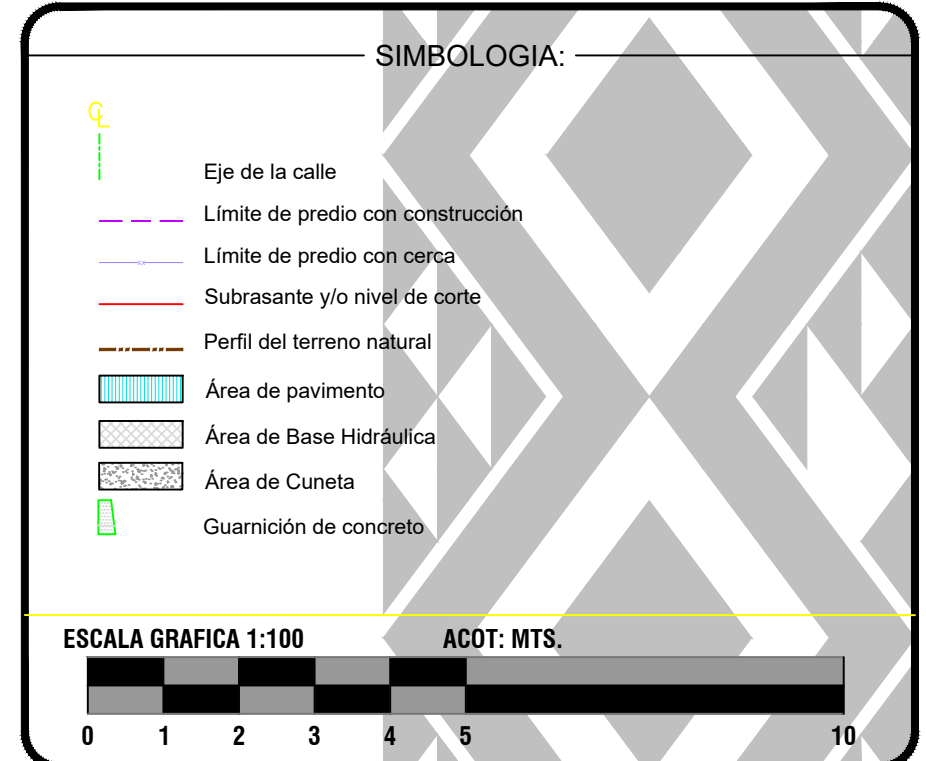 SIMBOLOGIA:
CL
Eje de la calle
Límite de predio con construcción
Límite de predio con cerca
Subrasante y/o nivel de corte
Perfil del terreno natural
Área de pavimento
Área de Base Hidráulica
Área de Cuneta
Guarnición de concreto
ESCALA GRAFICA 1:100 ACOT: MTS.
0 1 2 3 4 5 10